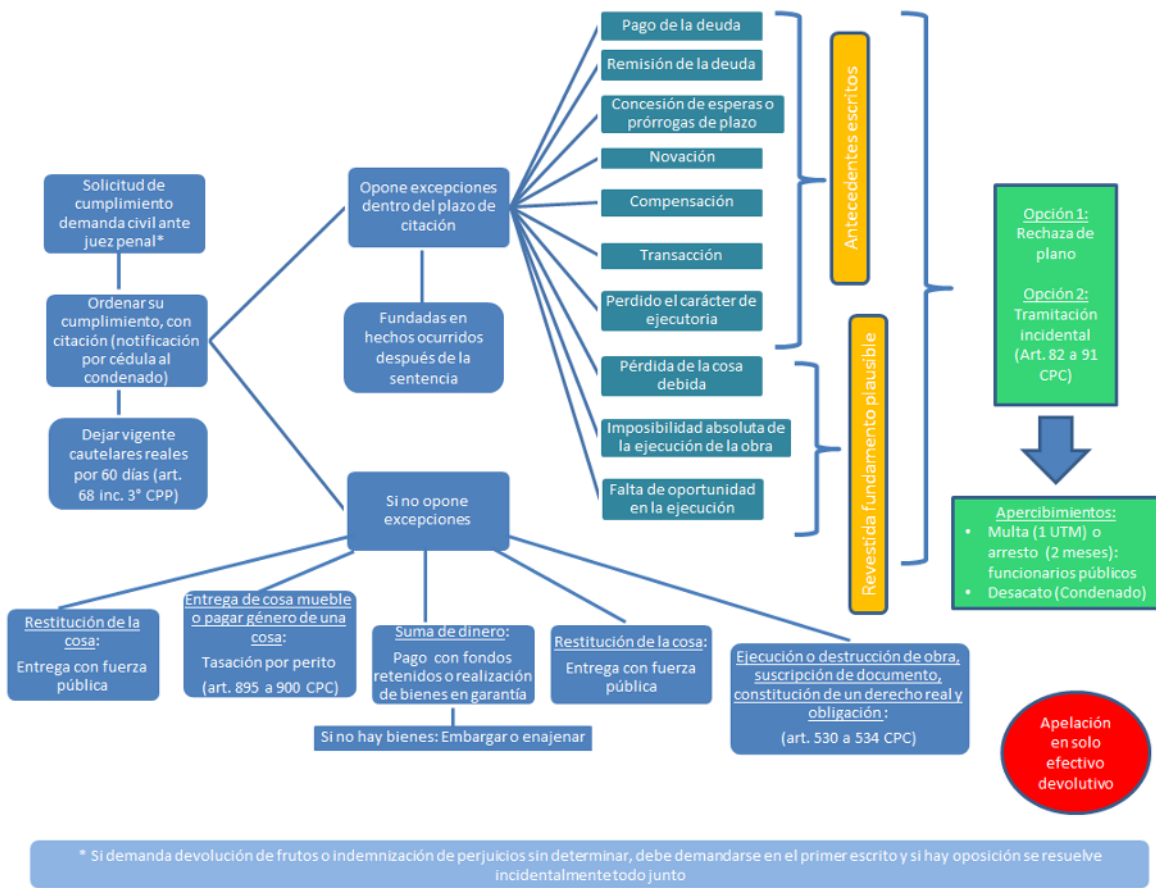 Solicitud de
cumplimiento
demanda civil ante
juez penal*
Ordenar su
cumplimiento, con
citación (notificación
por cédula al
condenado)
Dejar vigente
cautelares reales
por 60 días (art.
68 inc. 3° CPP)
Opone excepciones
dentro del plazo de
citación
Fundadas en
hechos ocurridos
después de la
sentencia
Pago de la deuda
Remisión de la deuda
Concesión de esperas o
prórrogas de plazo
Novación
Compensación
Transacción
Perdido el carácter de
ejecutoria
Pérdida de la cosa
debida
Imposibilidad absoluta de
la ejecución de la obra
Falta de oportunidad
en la ejecución
Antecedentes escritos
Revestida fundamento plausible
Opción 1:
Rechaza de
plano
Opción 2:
Tramitación
incidental
(Art. 82 a 91
CPC)
Apercibimientos:
• Multa (1 UTM) o
arresto (2 meses):
funcionarios públicos
• Desacato (Condenado)
Si no opone
excepciones
Restitución de la
cosa:
Entrega con fuerza
pública
Entrega de cosa mueble
o pagar género de una
cosa:
Tasación por perito
(art. 895 a 900 CPC)
Suma de dinero:
Pago con fondos
retenidos o realización
de bienes en garantía
Si no hay bienes: Embargar o enajenar
Restitución de la cosa:
Entrega con fuerza
pública
Ejecución o destrucción de obra,
suscripción de documento,
constitución de un derecho real y
obligación :
(art. 530 a 534 CPC)
Apelación
en solo
efectivo
devolutivo
* Si demanda devolución de frutos o indemnización de perjuicios sin determinar, debe demandarse en el primer escrito y si hay oposición se resuelve
incidentalmente todo junto